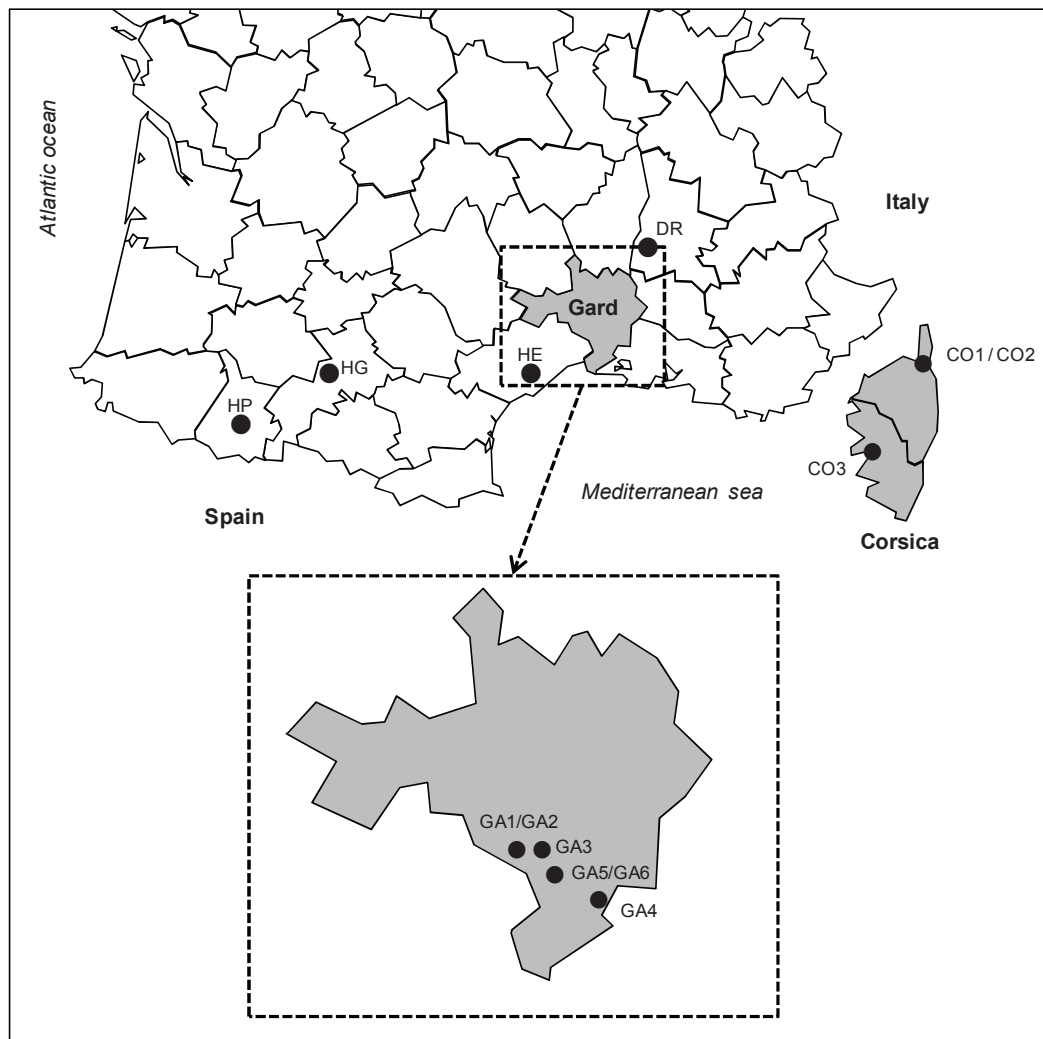 Atlantic ocean
Italy
DR
Gard
HE
HG
HP
CO1 / CO2
CO3
Mediterranean sea
Spain
Corsica
GA1/GA2
GA3
GA5/GA6
GA4